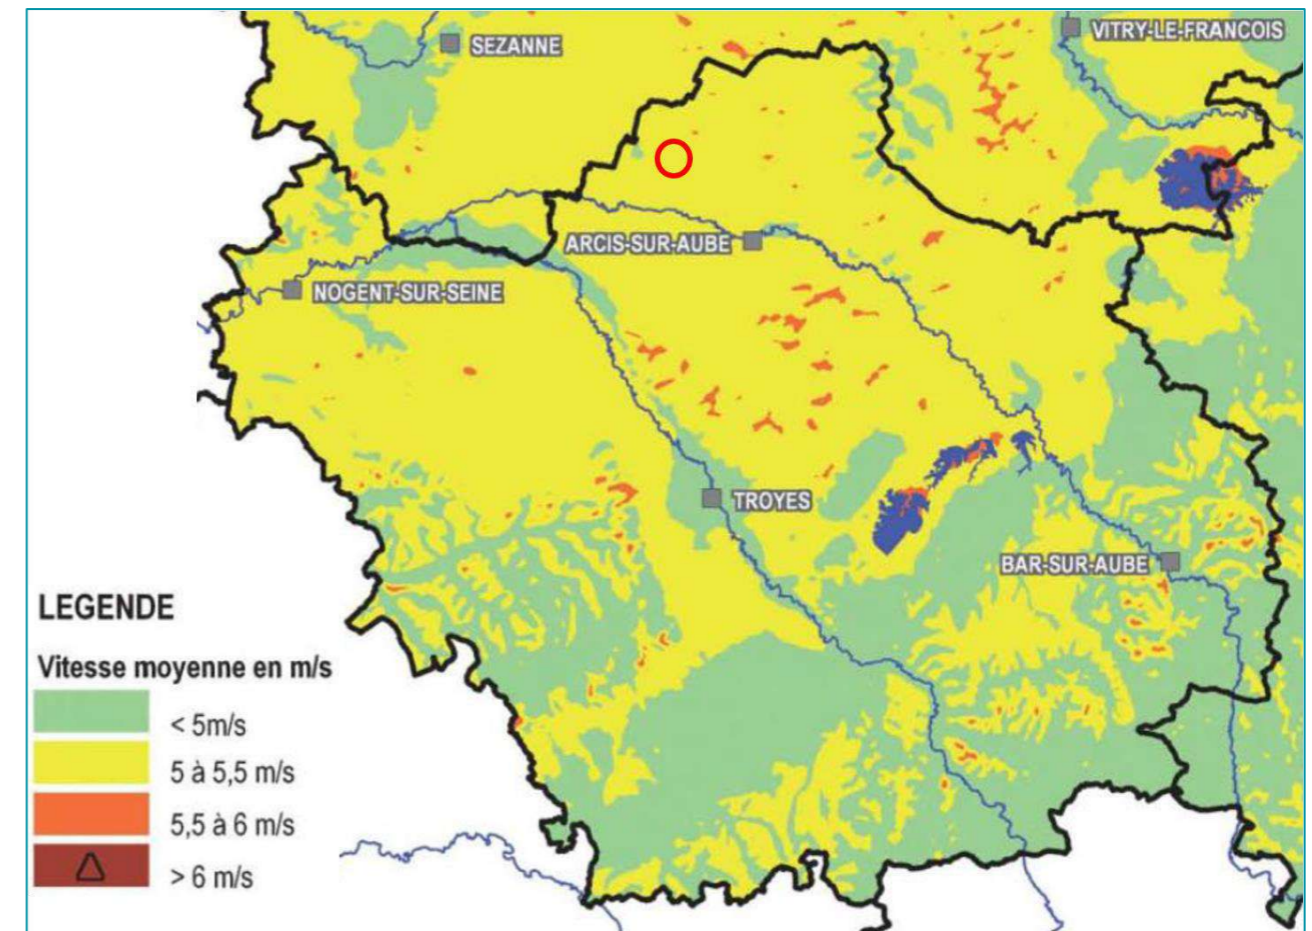 SEZANNE
VITRY-LE-FRANCOIS
ARCIS-SUR-AUBE
NOGENT-SUR-SEINE
TROYES
BAR-SUR-AUBE
LEGENDE
Vitesse moyenne en m/s
< 5m/s
5 à 5,5 m/s
5,5 à 6 m/s
> 6 m/s